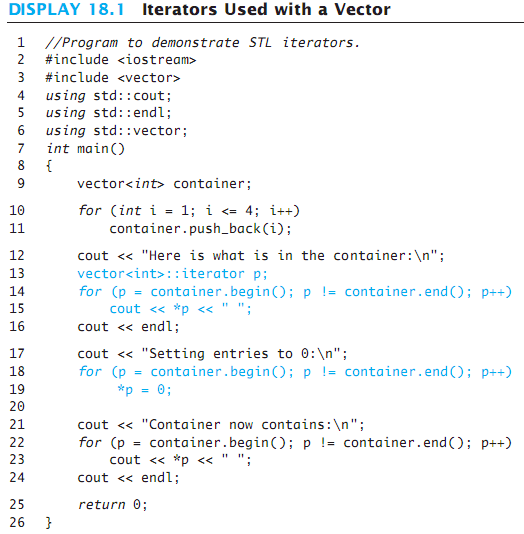 DISPLAY 18.1 Iterators Used with a Vector
1 //Program to demonstrate STL iterators.
2 #include <iostream>
3 #include <vector>
4 using std::cout;
5 using std::endl;
6 using std::vector;
7 int main()
8 {
9     vector<int> container;
10     for (int i = 1; i <= 4; i++)
11         container.push_back(i);
12     cout << "Here is what is in the container:\n";
13     vector<int>::iterator p;
14     for (p = container.begin(); p != container.end(); p++)
15         cout << *p << " ";
16     cout << endl;
17     cout << "Setting entries to 0:\n";
18     for (p = container.begin(); p != container.end(); p++)
19         *p = 0;
20
21     cout << "Container now contains:\n";
22     for (p = container.begin(); p != container.end(); p++)
23         cout << *p << " ";
24     cout << endl;
25     return 0;
26 }